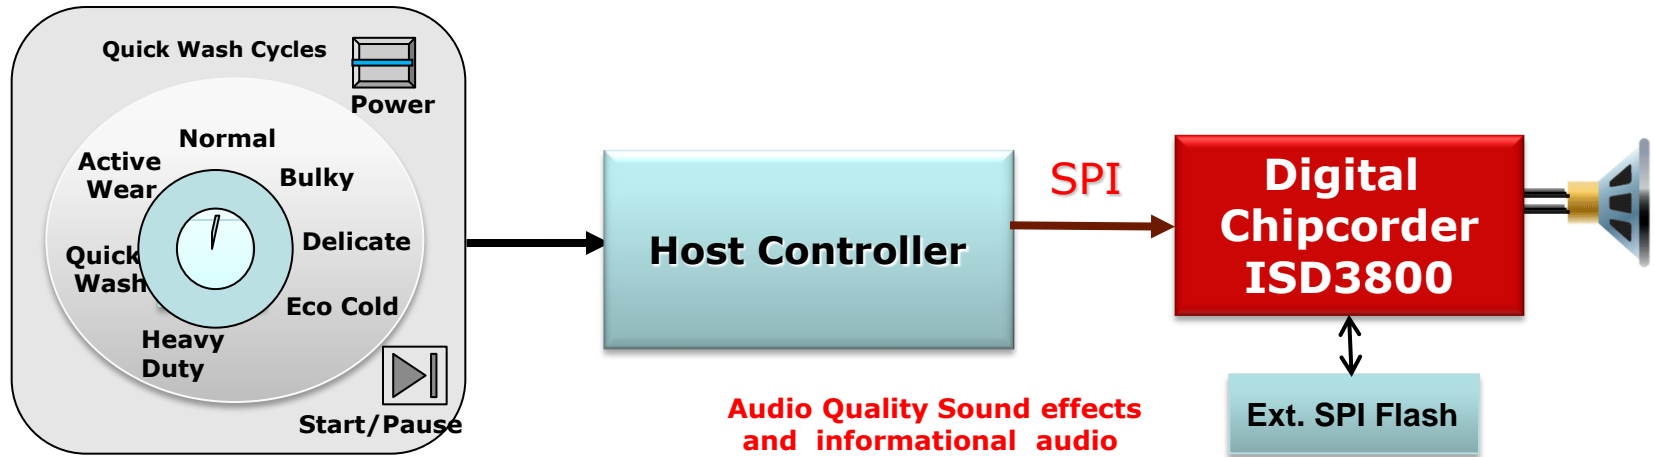 Quick Wash Cycles
Power
Normal
Active
Wear
Bulky
Delicate
Quick
Wash
Eco Cold
Heavy
Duty
Start/Pause
Host Controller
SPI
Digital
Chipcorder
ISD3800
Ext. SPI Flash
Audio Quality Sound effects
and informational audio